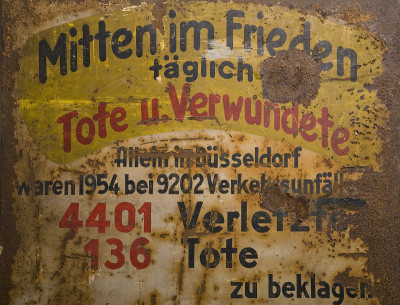 Mitten im Frieden
täglich
Tote u. Verwundete
Allein in Düsseldorf
waren 1954 bei 9202 Verkehrsunfälle
4401 Verletzte
136 Tote
zu beklagen